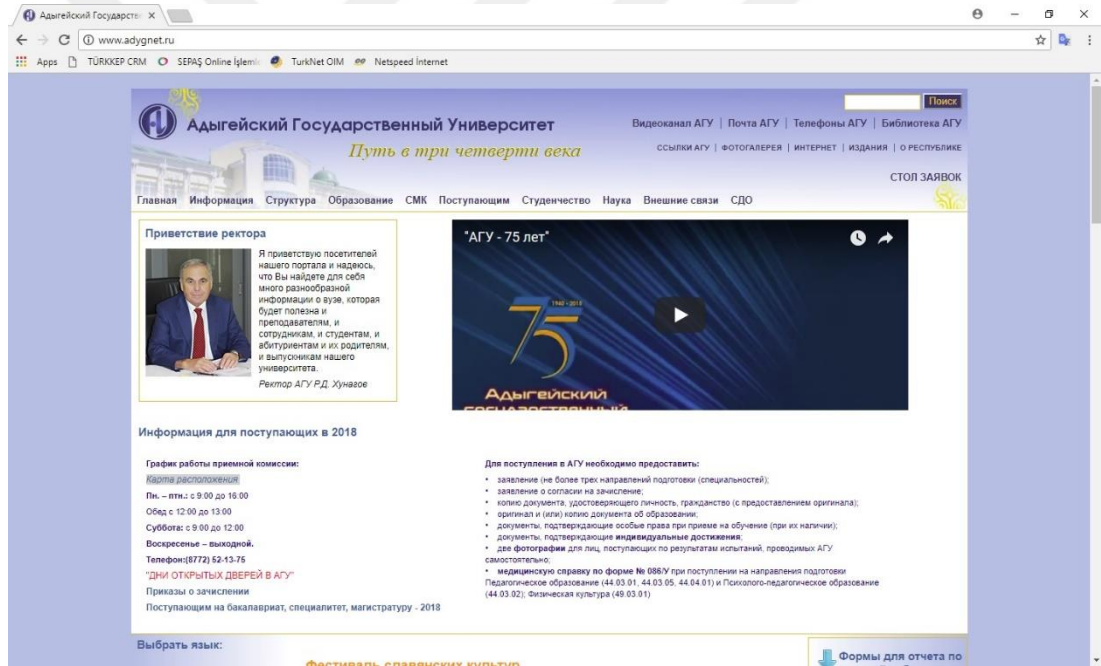 Адыгейский Государстве
www.adygnet.ru
Apps TÜRKKEP CRM SEPAŞ Online İşlemle TurkNet OIM Netspeed İnternet
Поиск
Адыгейский Государственный Университет
Видеоканал АГУ | Почта АГУ | Телефоны АГУ | Библиотека АГУ
Путь в три четверти века
ССЫЛКИ АГУ | ФОТОГАЛЕРЕЯ | ИНТЕРНЕТ | ИЗДАНИЯ | О РЕСПУБЛИКЕ
СТОЛ ЗАЯВОК
Главная Информация Структура Образование СМК Поступающим Студенчество Наука Внешние связи СДО
Приветствие ректора
Я приветствую посетителей
нашего портала и надеюсь,
что Вы найдете для себя
много разнообразной
информации о вузе, которая
будет полезна и
преподавателям, и
сотрудникам, и студентам, и
абитуриентам и их родителям,
и выпускникам нашего
университета.
Ректор АГУ Р.Д. Хунагов
"АГУ - 75 лет"
1940 - 2015
75
Адыгейский
государственный
Информация для поступающих в 2018
График работы приемной комиссии:
Карта расположения
Пн. – птн.: с 9:00 до 16:00
Обед с 12:00 до 13:00
Суббота: с 9:00 до 12:00
Воскресенье – выходной.
Телефон:(8772) 52-13-75
"ДНИ ОТКРЫТЫХ ДВЕРЕЙ В АГУ"
Приказы о зачислении
Поступающим на бакалавриат, специалитет, магистратуру - 2018
Для поступления в АГУ необходимо предоставить:
• заявление (не более трех направлений подготовки (специальностей);
• заявление о согласии на зачисление;
• копию документа, удостоверяющего личность, гражданство (с предоставлением оригинала);
• оригинал и (или) копию документа об образовании;
• документы, подтверждающие особые права при приеме на обучение (при их наличии);
• документы, подтверждающие индивидуальные достижения;
• две фотографии для лиц, поступающих по результатам испытаний, проводимых АГУ
самостоятельно;
• медицинскую справку по форме № 086/У при поступлении на направления подготовки
Педагогическое образование (44.03.01, 44.03.05, 44.04.01) и Психолого-педагогическое образование
(44.03.02); Физическая культура (49.03.01)
Выбрать язык:
Фестиваль славянских культур
Формы для отчета по